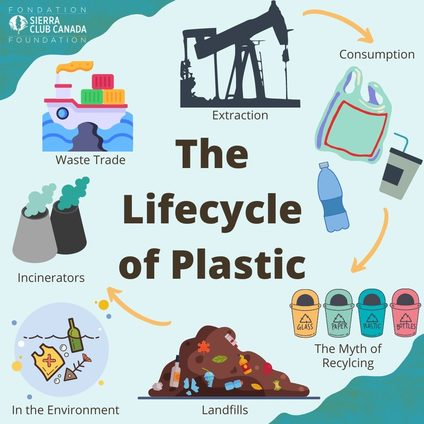 FONDATION
SIERRA
CLUB CANADA
FOUNDATION
Extraction
Consumption
Waste Trade
The
Lifecycle
of Plastic
Incinerators
GLASS
PAPER
PLASTIC
BOTTLES
The Myth of
Recylcing
In the Environment
Landfills